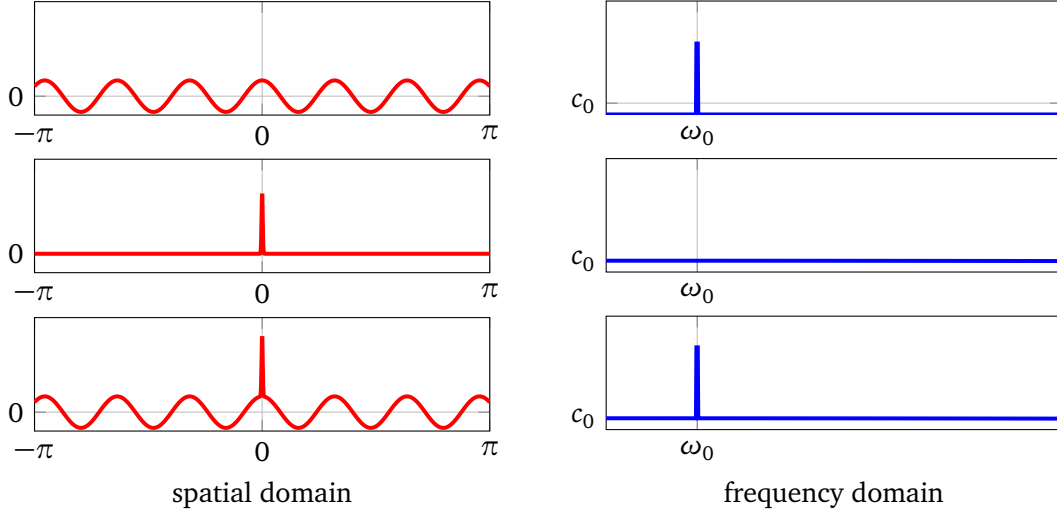 0
−π 0 π
c₀
ω₀
0
−π 0 π
c₀
ω₀
0
−π 0 π
c₀
ω₀
spatial domain
frequency domain